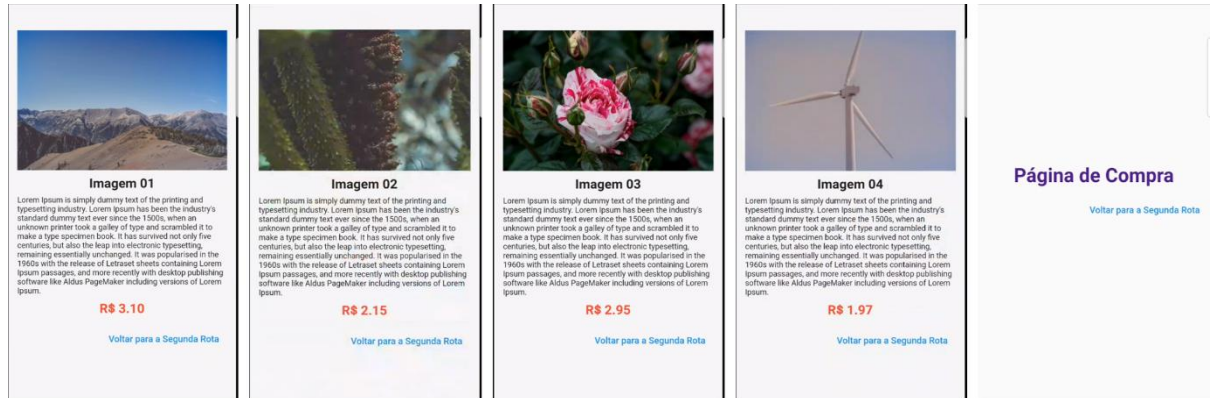 Imagem 01
Lorem Ipsum is simply dummy text of the printing and
typesetting industry. Lorem Ipsum has been the industry's
standard dummy text ever since the 1500s, when an
unknown printer took a galley of type and scrambled it to
make a type specimen book. It has survived not only five
centuries, but also the leap into electronic typesetting,
remaining essentially unchanged. It was popularised in the
1960s with the release of Letraset sheets containing Lorem
Ipsum passages, and more recently with desktop publishing
software like Aldus PageMaker including versions of Lorem
Ipsum.
R$ 3.10
Voltar para a Segunda Rota
Imagem 02
Lorem Ipsum is simply dummy text of the printing and
typesetting industry. Lorem Ipsum has been the industry's
standard dummy text ever since the 1500s, when an
unknown printer took a galley of type and scrambled it to
make a type specimen book. It has survived not only five
centuries, but also the leap into electronic typesetting,
remaining essentially unchanged. It was popularised in the
1960s with the release of Letraset sheets containing Lorem
Ipsum passages, and more recently with desktop publishing
software like Aldus PageMaker including versions of Lorem
Ipsum.
R$ 2.15
Voltar para a Segunda Rota
Imagem 03
Lorem Ipsum is simply dummy text of the printing and
typesetting industry. Lorem Ipsum has been the industry's
standard dummy text ever since the 1500s, when an
unknown printer took a galley of type and scrambled it to
make a type specimen book. It has survived not only five
centuries, but also the leap into electronic typesetting,
remaining essentially unchanged. It was popularised in the
1960s with the release of Letraset sheets containing Lorem
Ipsum passages, and more recently with desktop publishing
software like Aldus PageMaker including versions of Lorem
Ipsum.
R$ 2.95
Voltar para a Segunda Rota
Imagem 04
Lorem Ipsum is simply dummy text of the printing and
typesetting industry. Lorem Ipsum has been the industry's
standard dummy text ever since the 1500s, when an
unknown printer took a galley of type and scrambled it to
make a type specimen book. It has survived not only five
centuries, but also the leap into electronic typesetting,
remaining essentially unchanged. It was popularised in the
1960s with the release of Letraset sheets containing Lorem
Ipsum passages, and more recently with desktop publishing
software like Aldus PageMaker including versions of Lorem
Ipsum.
R$ 1.97
Voltar para a Segunda Rota
Página de Compra
Voltar para a Segunda Rota